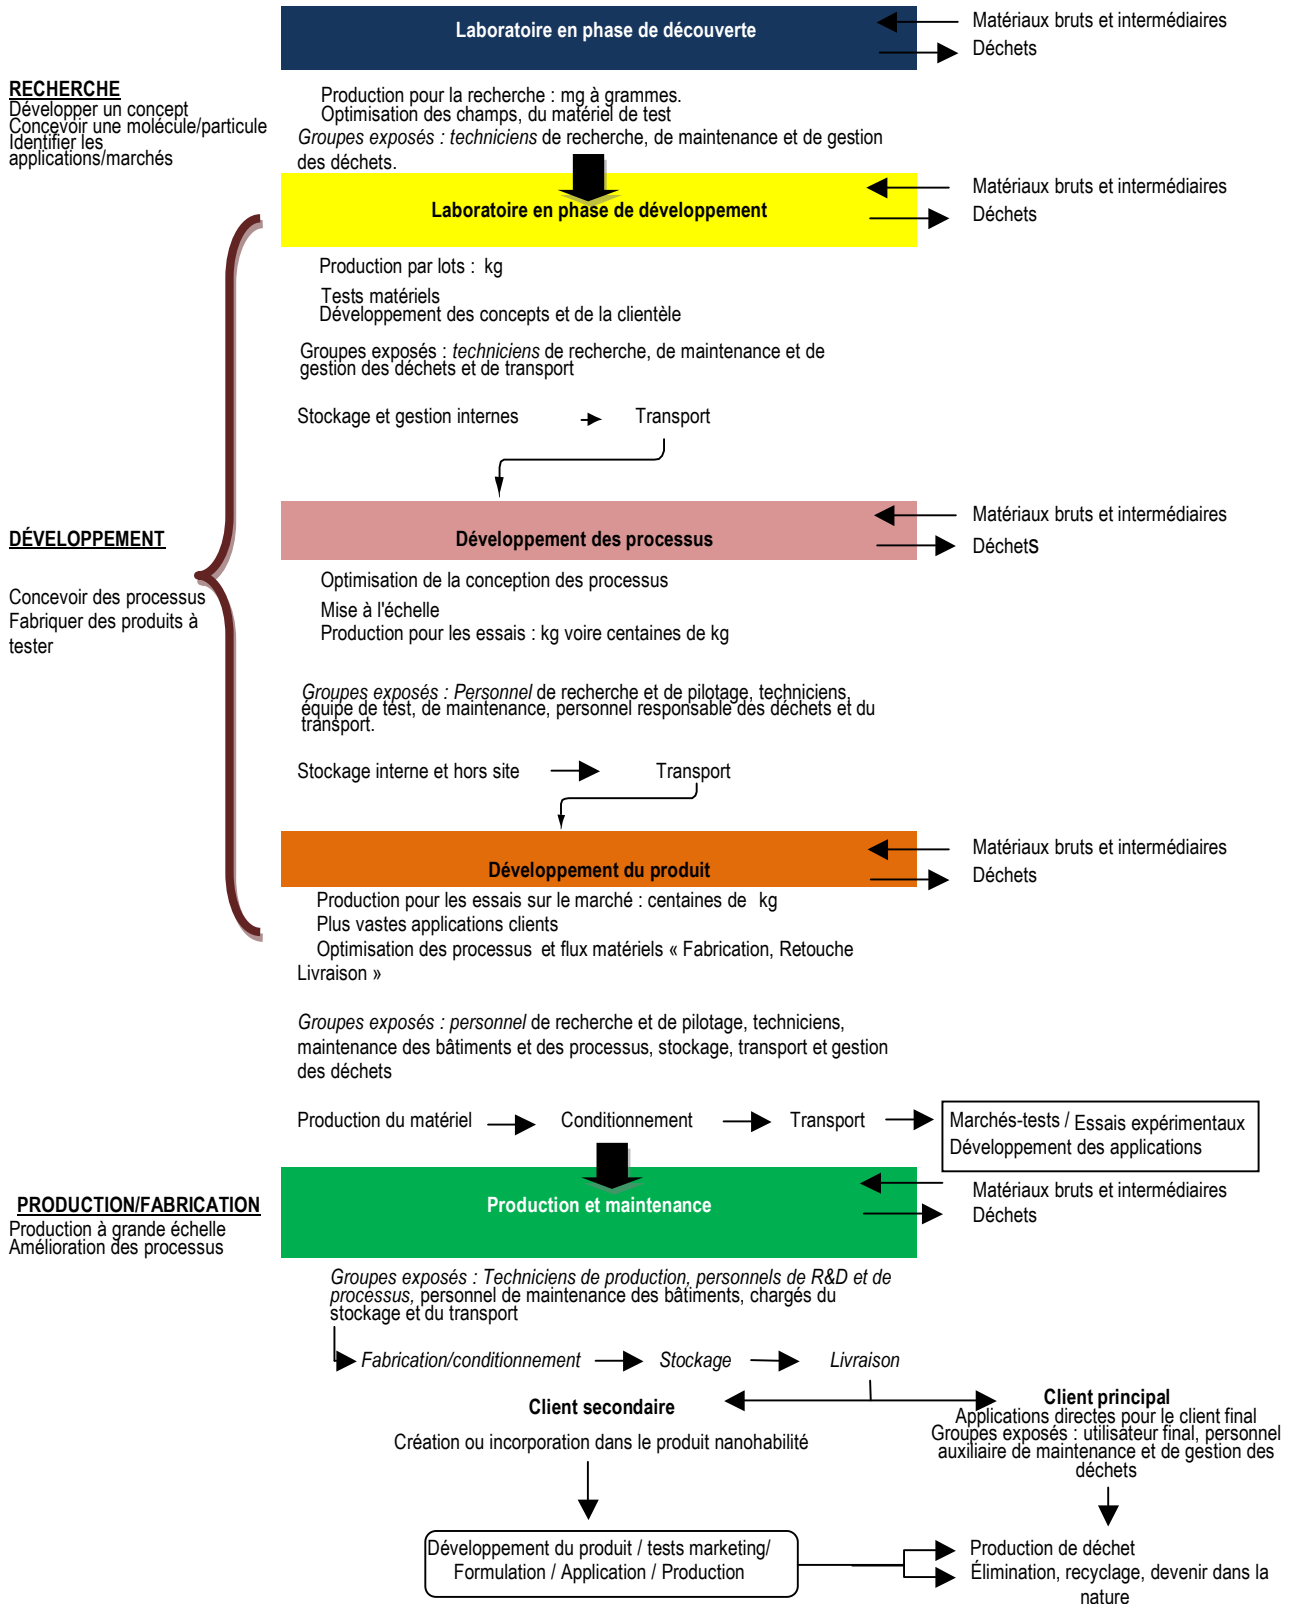 Laboratoire en phase de découverte
Matériaux bruts et intermédiaires
Déchets
RECHERCHE
Développer un concept
Concevoir une molécule/particule
Identifier les
applications/marchés
Production pour la recherche : mg à grammes.
Optimisation des champs, du matériel de test
Groupes exposés : techniciens de recherche, de maintenance et de gestion
des déchets.
Laboratoire en phase de développement
Matériaux bruts et intermédiaires
Déchets
Production par lots : kg
Tests matériels
Développement des concepts et de la clientèle
Groupes exposés : techniciens de recherche, de maintenance et de
gestion des déchets et de transport
Stockage et gestion internes
Transport
DÉVELOPPEMENT
Concevoir des processus
Fabriquer des produits à
tester
Développement des processus
Matériaux bruts et intermédiaires
Déchets
Optimisation de la conception des processus
Mise à l'échelle
Production pour les essais : kg voire centaines de kg
Groupes exposés : Personnel de recherche et de pilotage, techniciens,
équipe de test, de maintenance, personnel responsable des déchets et du
transport.
Stockage interne et hors site
Transport
Développement du produit
Matériaux bruts et intermédiaires
Déchets
Production pour les essais sur le marché : centaines de kg
Plus vastes applications clients
Optimisation des processus et flux matériels « Fabrication, Retouche
Livraison »
Groupes exposés : personnel de recherche et de pilotage, techniciens,
maintenance des bâtiments et des processus, stockage, transport et gestion
des déchets
Production du matériel
Conditionnement
Transport
Marchés-tests / Essais expérimentaux
Développement des applications
PRODUCTION/FABRICATION
Production à grande échelle
Amélioration des processus
Production et maintenance
Matériaux bruts et intermédiaires
Déchets
Groupes exposés : Techniciens de production, personnels de R&D et de
processus, personnel de maintenance des bâtiments, chargés du
stockage et du transport
Fabrication/conditionnement
Stockage
Livraison
Client secondaire
Création ou incorporation dans le produit nanohabilité
Client principal
Applications directes pour le client final
Groupes exposés : utilisateur final, personnel
auxiliaire de maintenance et de gestion des
déchets
Développement du produit / tests marketing/
Formulation / Application / Production
Production de déchet
Élimination, recyclage, devenir dans la
nature